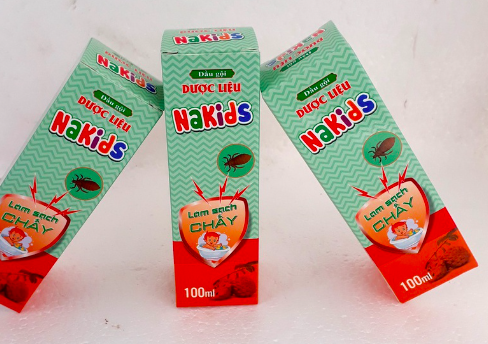 NaKids
Dầu gội
DƯỢC LIỆU
NaKids
Làm sạch
CHẤY
NaKids
Dầu gội
DƯỢC LIỆU
NaKids
Làm sạch
CHẤY
100ml
Dầu gội
DƯỢC LIỆU
NaKids
Làm sạch
CHẤY
100ml